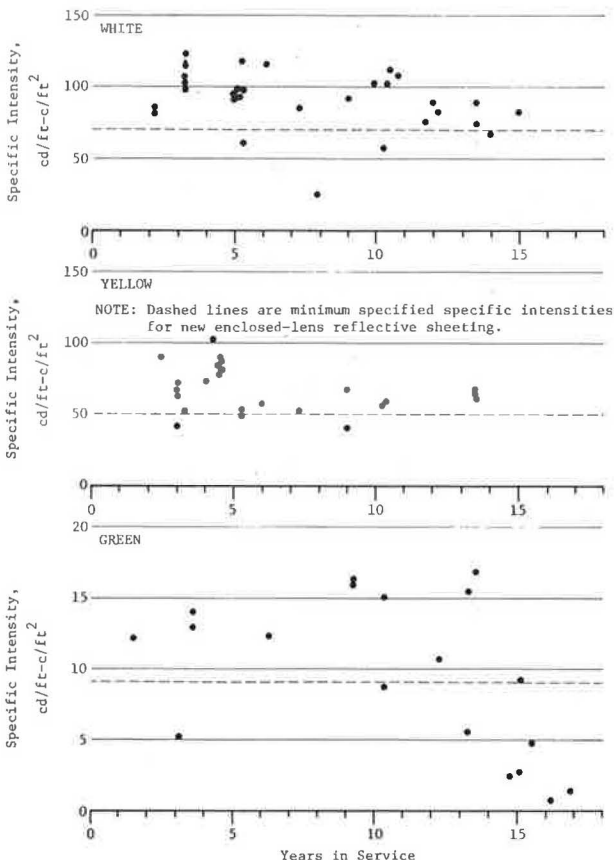 150
WHITE
100
50
0
0 5 10 15
Specific Intensity,
cd/ft-c/ft²
150
YELLOW
NOTE: Dashed lines are minimum specified specific intensities
for new enclosed-lens reflective sheeting.
100
50
0
0 5 10 15
Specific Intensity,
cd/ft-c/ft²
20
GREEN
15
10
5
0
0 5 10 15
Specific Intensity,
cd/ft-c/ft²
Years in Service